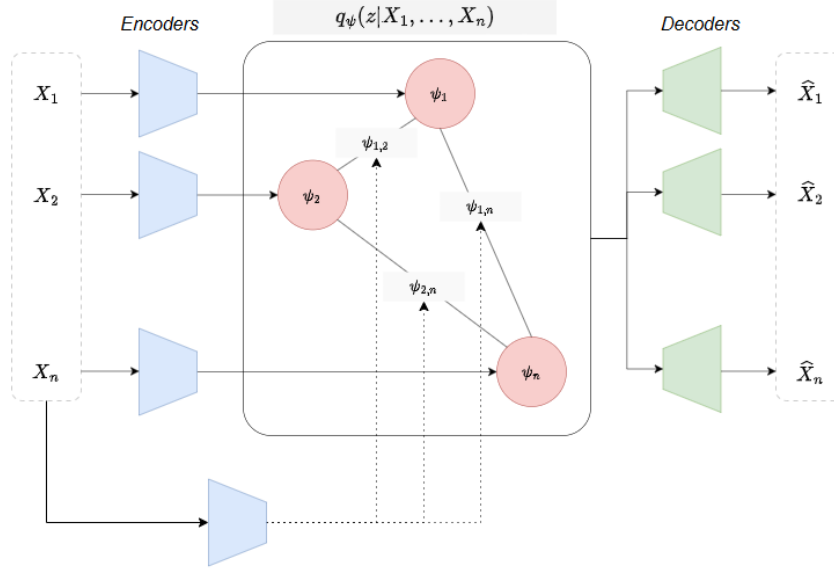 Encoders
q_ψ(z|X_1, . . . , X_n)
Decoders
X_1
ψ_1
X̂_1
ψ_{1,2}
X_2
ψ_2
ψ_{1,n}
X̂_2
ψ_{2,n}
X_n
ψ_n
X̂_n